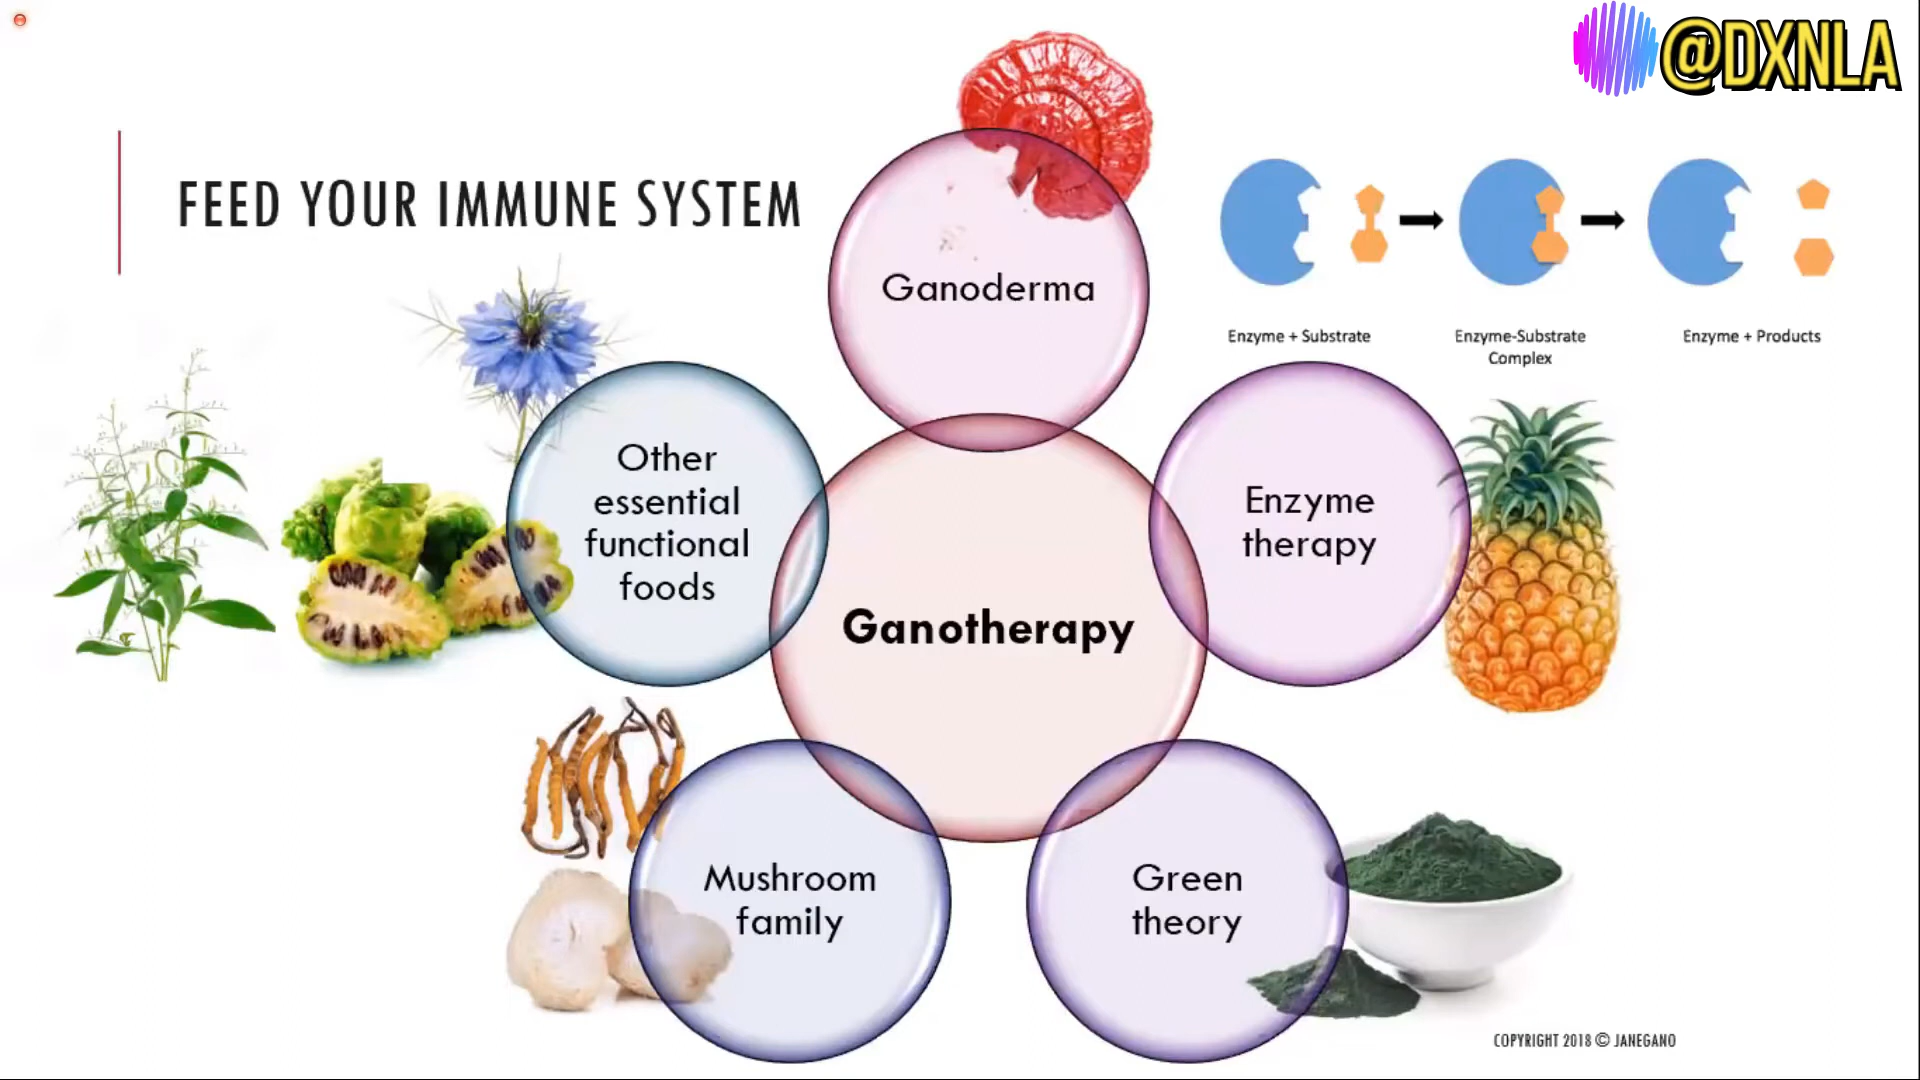 @DXNLA
FEED YOUR IMMUNE SYSTEM
Ganoderma
Enzyme + Substrate
Enzyme-Substrate
Complex
Enzyme + Products
Other
essential
functional
foods
Enzyme
therapy
Ganotherapy
Mushroom
family
Green
theory
COPYRIGHT 2018 © JANEGANO